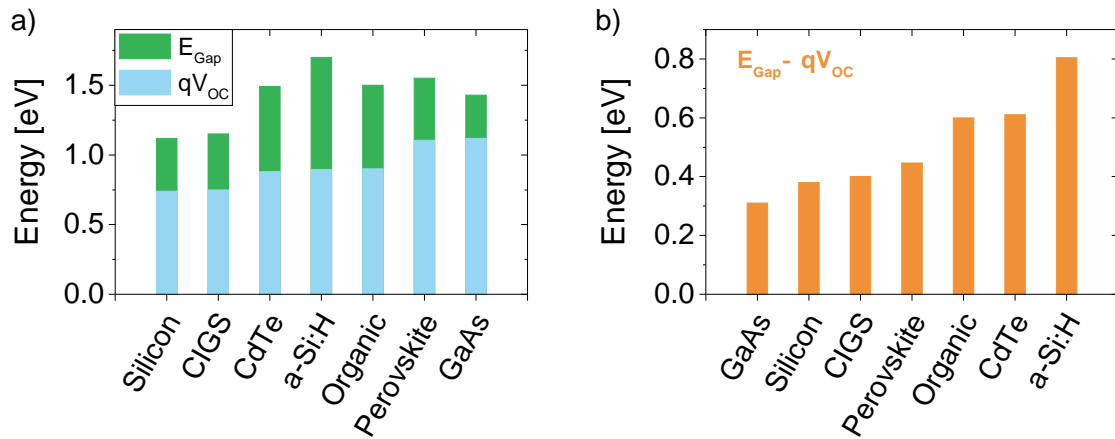 a)
E_Gap
qV_OC
Energy [eV]
1.5
1.0
0.5
0.0
Silicon
CIGS
CdTe
a-Si:H
Organic
Perovskite
GaAs
b)
E_Gap - qV_OC
Energy [eV]
0.8
0.6
0.4
0.2
0.0
GaAs
Silicon
CIGS
Perovskite
Organic
CdTe
a-Si:H